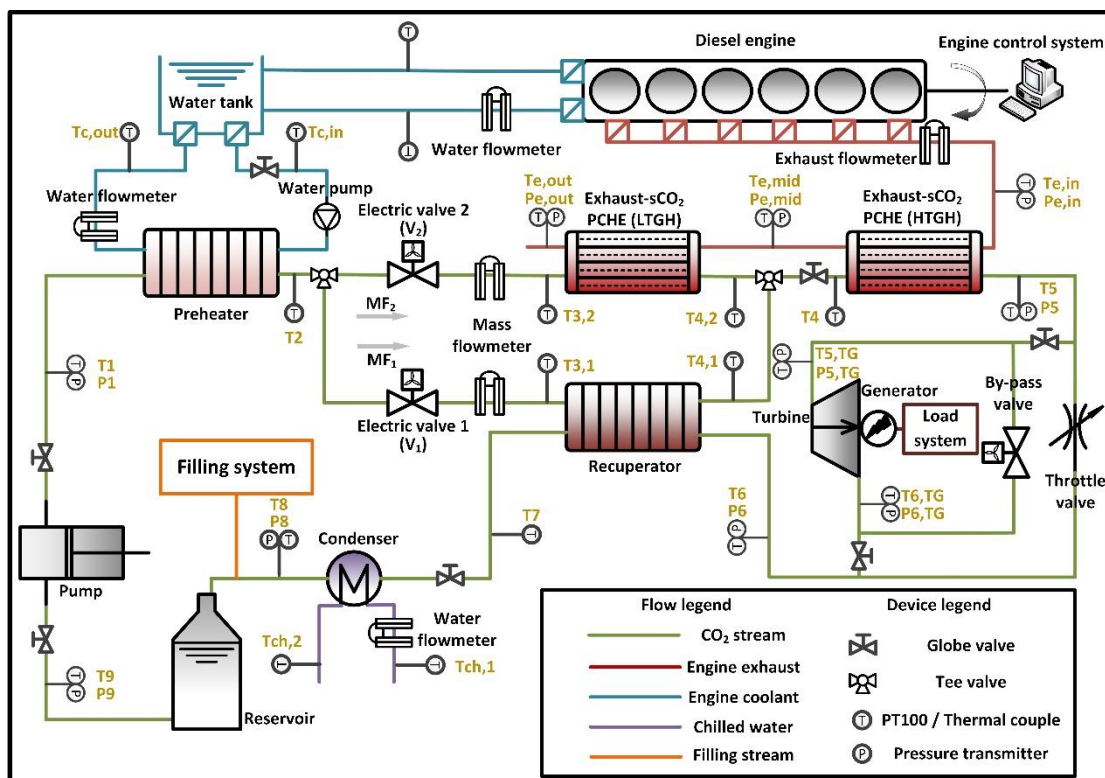 Diesel engine
Engine control system
Water tank
Tc,out
Tc,in
Water flowmeter
Exhaust flowmeter
Water flowmeter
Water pump
Te,out
Pe,out
Exhaust-sCO₂
PCHE (LTGH)
Te,mid
Pe,mid
Exhaust-sCO₂
PCHE (HTGH)
Te,in
Pe,in
Electric valve 2
(V₂)
Preheater
T2
MF₂
MF₁
Mass
flowmeter
T3,2
T4,2
T4
T5
P5
T1
P1
T3,1
T4,1
T5,TG
P5,TG
Electric valve 1
(V₁)
Recuperator
Turbine
Generator
Load
system
By-pass
valve
Throttle
valve
Filling system
T8
P8
Condenser
T7
T6
P6
T6,TG
P6,TG
Pump
Water
flowmeter
Tch,2
Tch,1
T9
P9
Reservoir
Flow legend
CO₂ stream
Engine exhaust
Engine coolant
Chilled water
Filling stream
Device legend
Globe valve
Tee valve
T
PT100 / Thermal couple
P
Pressure transmitter